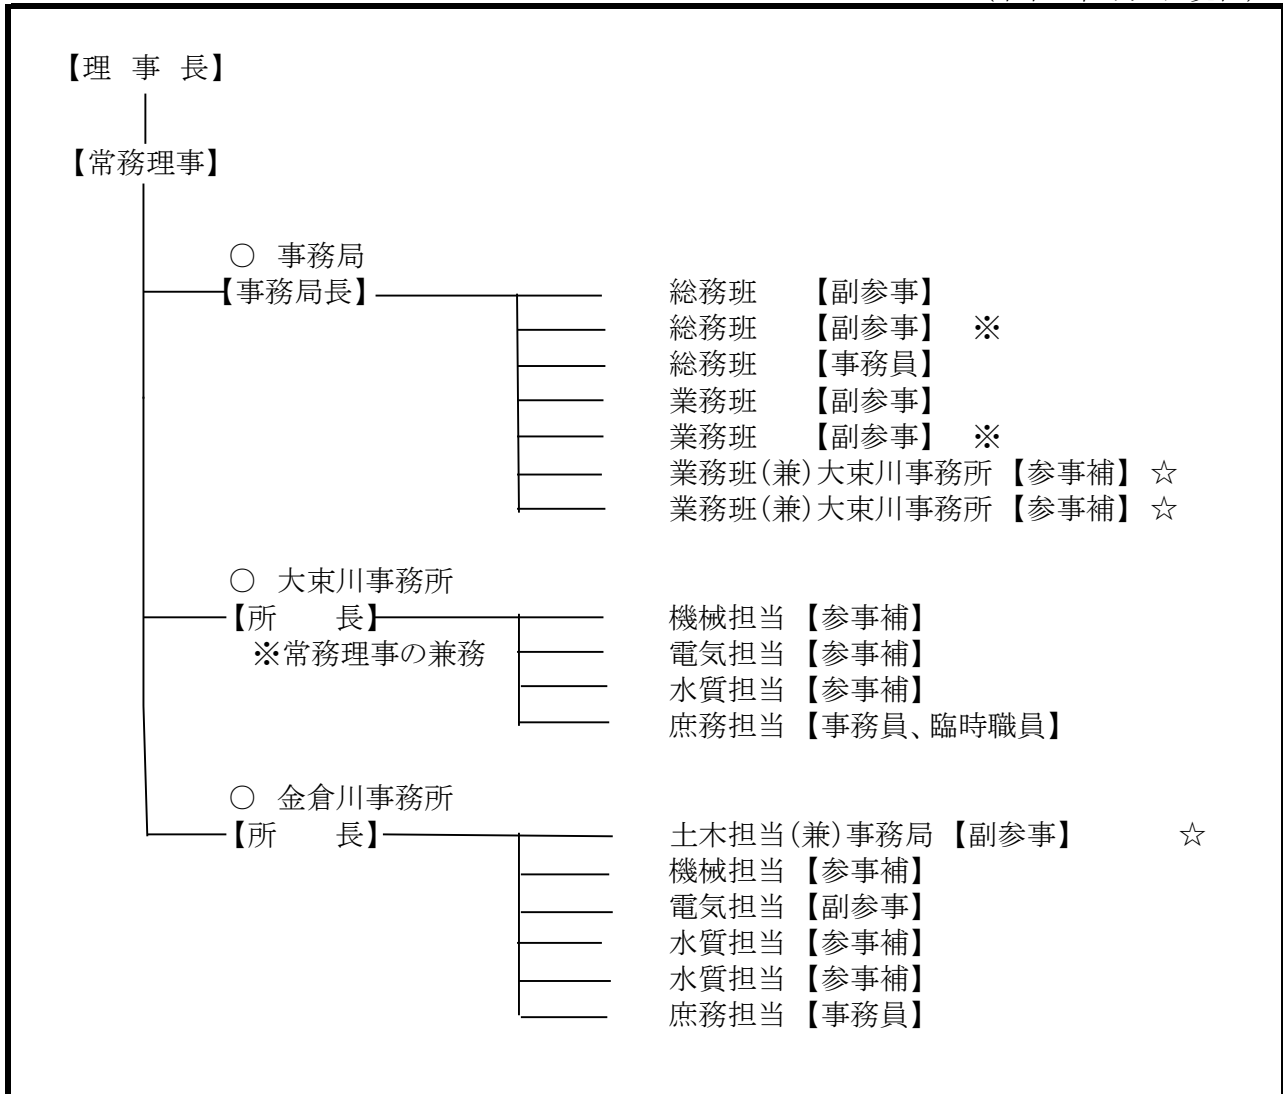 【理 事 長】
【常務理事】
○ 事務局
【事務局長】
総務班 【副参事】
総務班 【副参事】 ※
総務班 【事務員】
業務班 【副参事】
業務班 【副参事】 ※
業務班(兼)大束川事務所【参事補】☆
業務班(兼)大束川事務所【参事補】☆
○ 大束川事務所
【所 長】
※常務理事の兼務
機械担当【参事補】
電気担当【参事補】
水質担当【参事補】
庶務担当【事務員、臨時職員】
○ 金倉川事務所
【所 長】
土木担当(兼)事務局【副参事】 ☆
機械担当【参事補】
電気担当【副参事】
水質担当【参事補】
水質担当【参事補】
庶務担当【事務員】